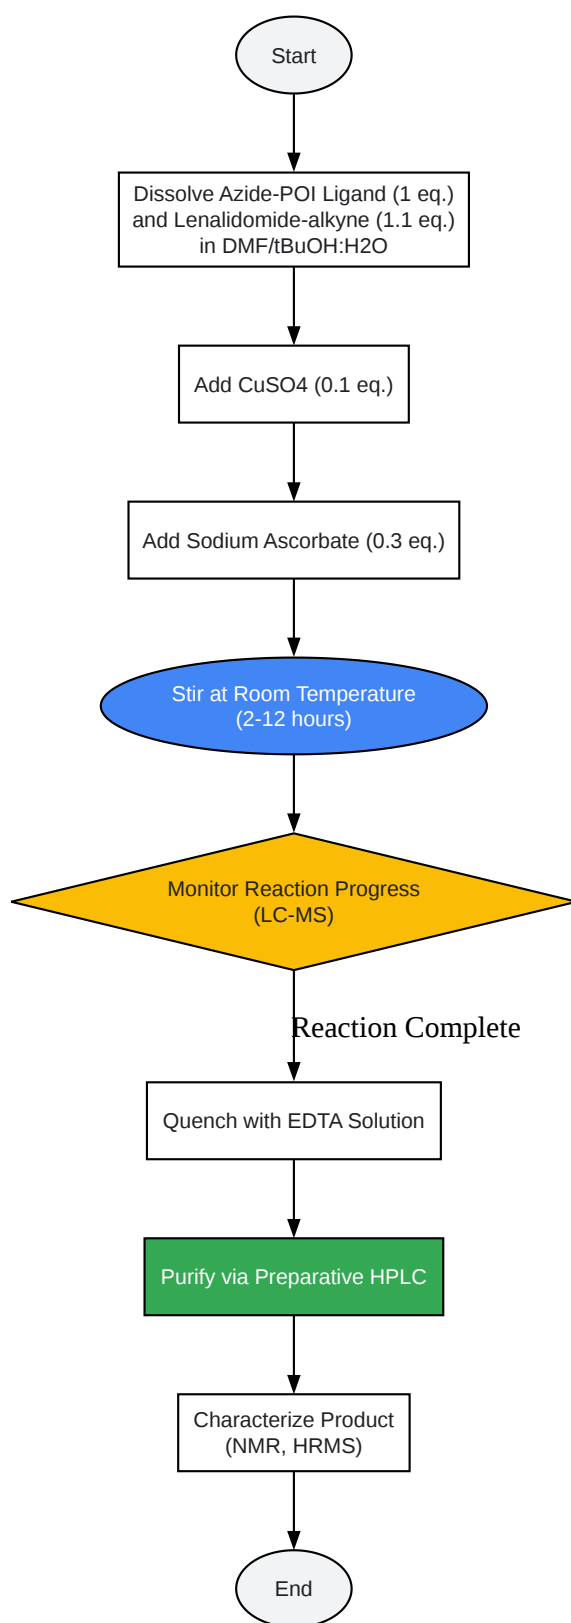 Start
Dissolve Azide-POI Ligand (1 eq.)
and Lenalidomide-alkyne (1.1 eq.)
in DMF/tBuOH:H2O
Add CuSO4 (0.1 eq.)
Add Sodium Ascorbate (0.3 eq.)
Stir at Room Temperature
(2-12 hours)
Monitor Reaction Progress
(LC-MS)
Reaction Complete
Quench with EDTA Solution
Purify via Preparative HPLC
Characterize Product
(NMR, HRMS)
End